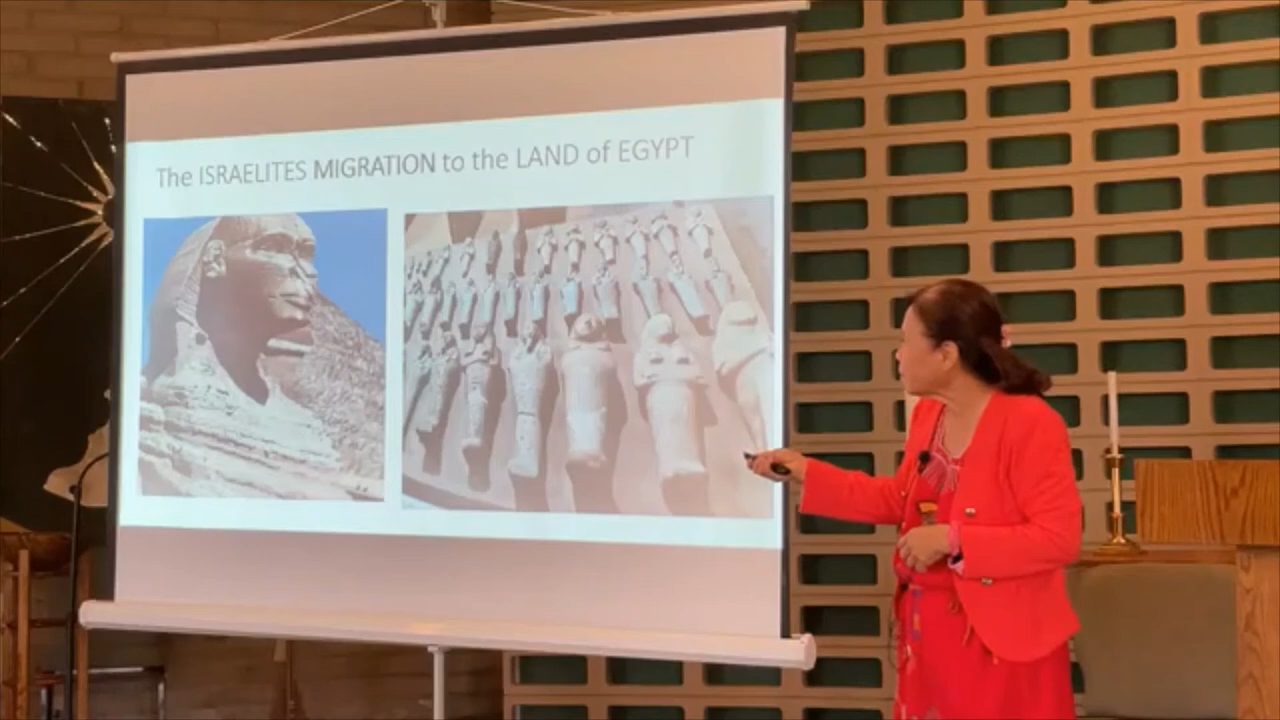 The ISRAELITES MIGRATION to the LAND of EGYPT